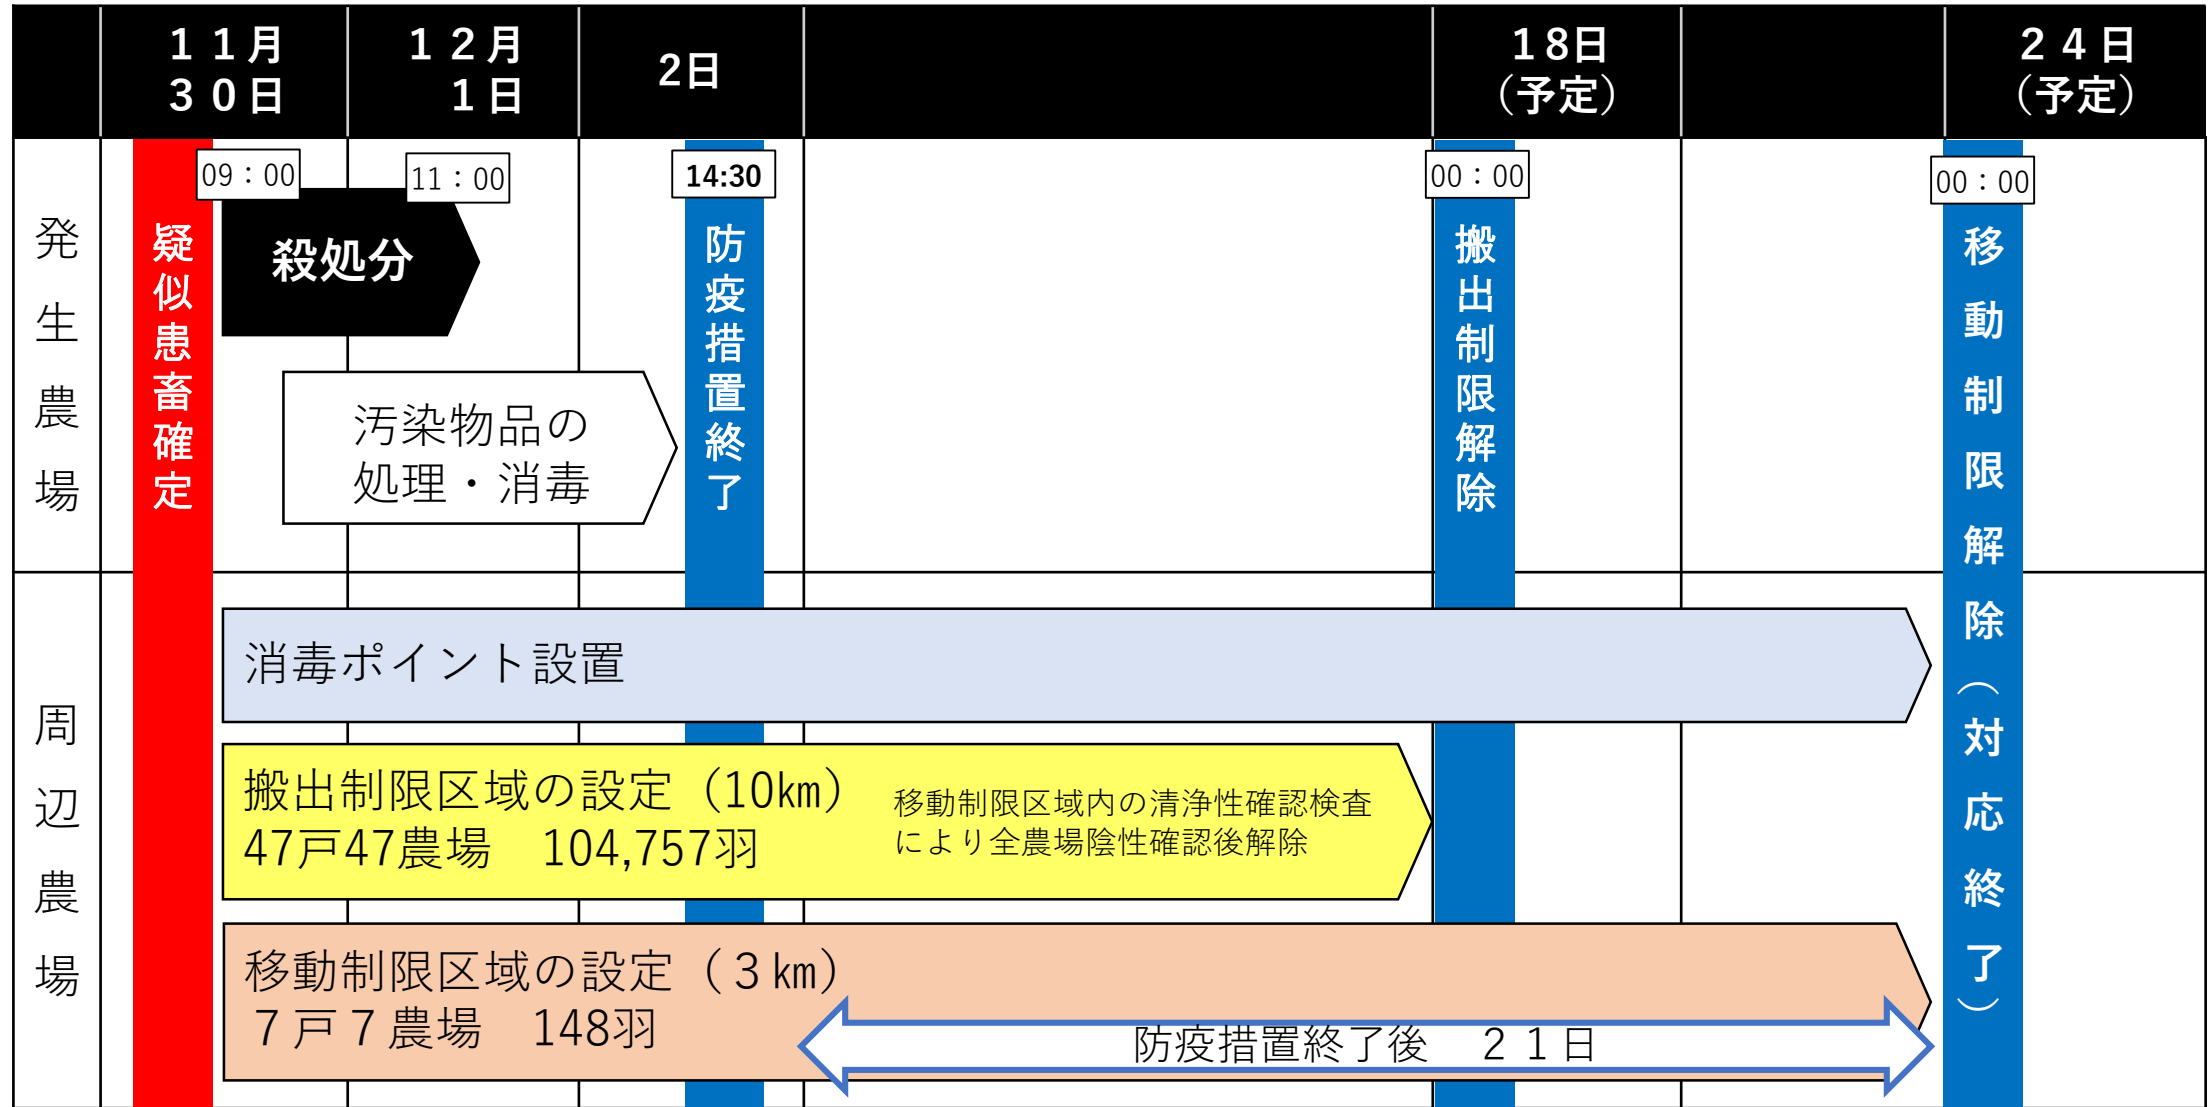 １１月
３０日
１２月
１日
2日
１８日
（予定）
２４日
（予定）
発生農場
疑似患畜確定
09：00
殺処分
11：00
汚染物品の
処理・消毒
14:30
防疫措置終了
00：00
搬出制限解除
00：00
移動制限解除（対応終了）
周辺農場
消毒ポイント設置
搬出制限区域の設定（10㎞）
47戸47農場　104,757羽
移動制限区域内の清浄性確認検査
により全農場陰性確認後解除
移動制限区域の設定（３㎞）
７戸７農場　148羽
防疫措置終了後　２１日